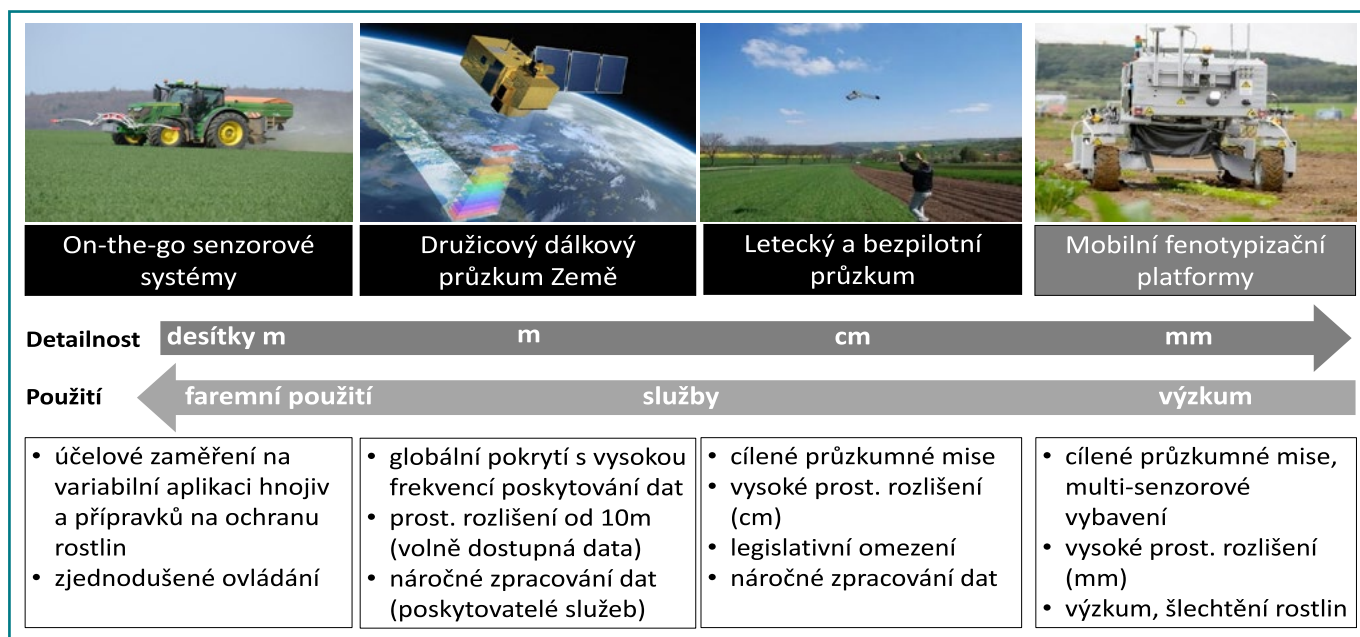 On-the-go senzorové
systémy
Družicový dálkový
průzkum Země
Letecký a bezpilotní
průzkum
Mobilní fenotypizační
platformy
Detailnost
desítky m
m
cm
mm
Použití
faremní použití
služby
výzkum
• účelové zaměření na
variabilní aplikaci hnojiv
a přípravků na ochranu
rostlin
• zjednodušené ovládání
• globální pokrytí s vysokou
frekvencí poskytování dat
• prost. rozlišení od 10m
(volně dostupná data)
• náročné zpracování dat
(poskytovatelé služeb)
• cílené průzkumné mise
• vysoké prost. rozlišení
(cm)
• legislativní omezení
• náročné zpracování dat
• cílené průzkumné mise,
multi-senzorové
vybavení
• vysoké prost. rozlišení
(mm)
• výzkum, šlechtění rostlin